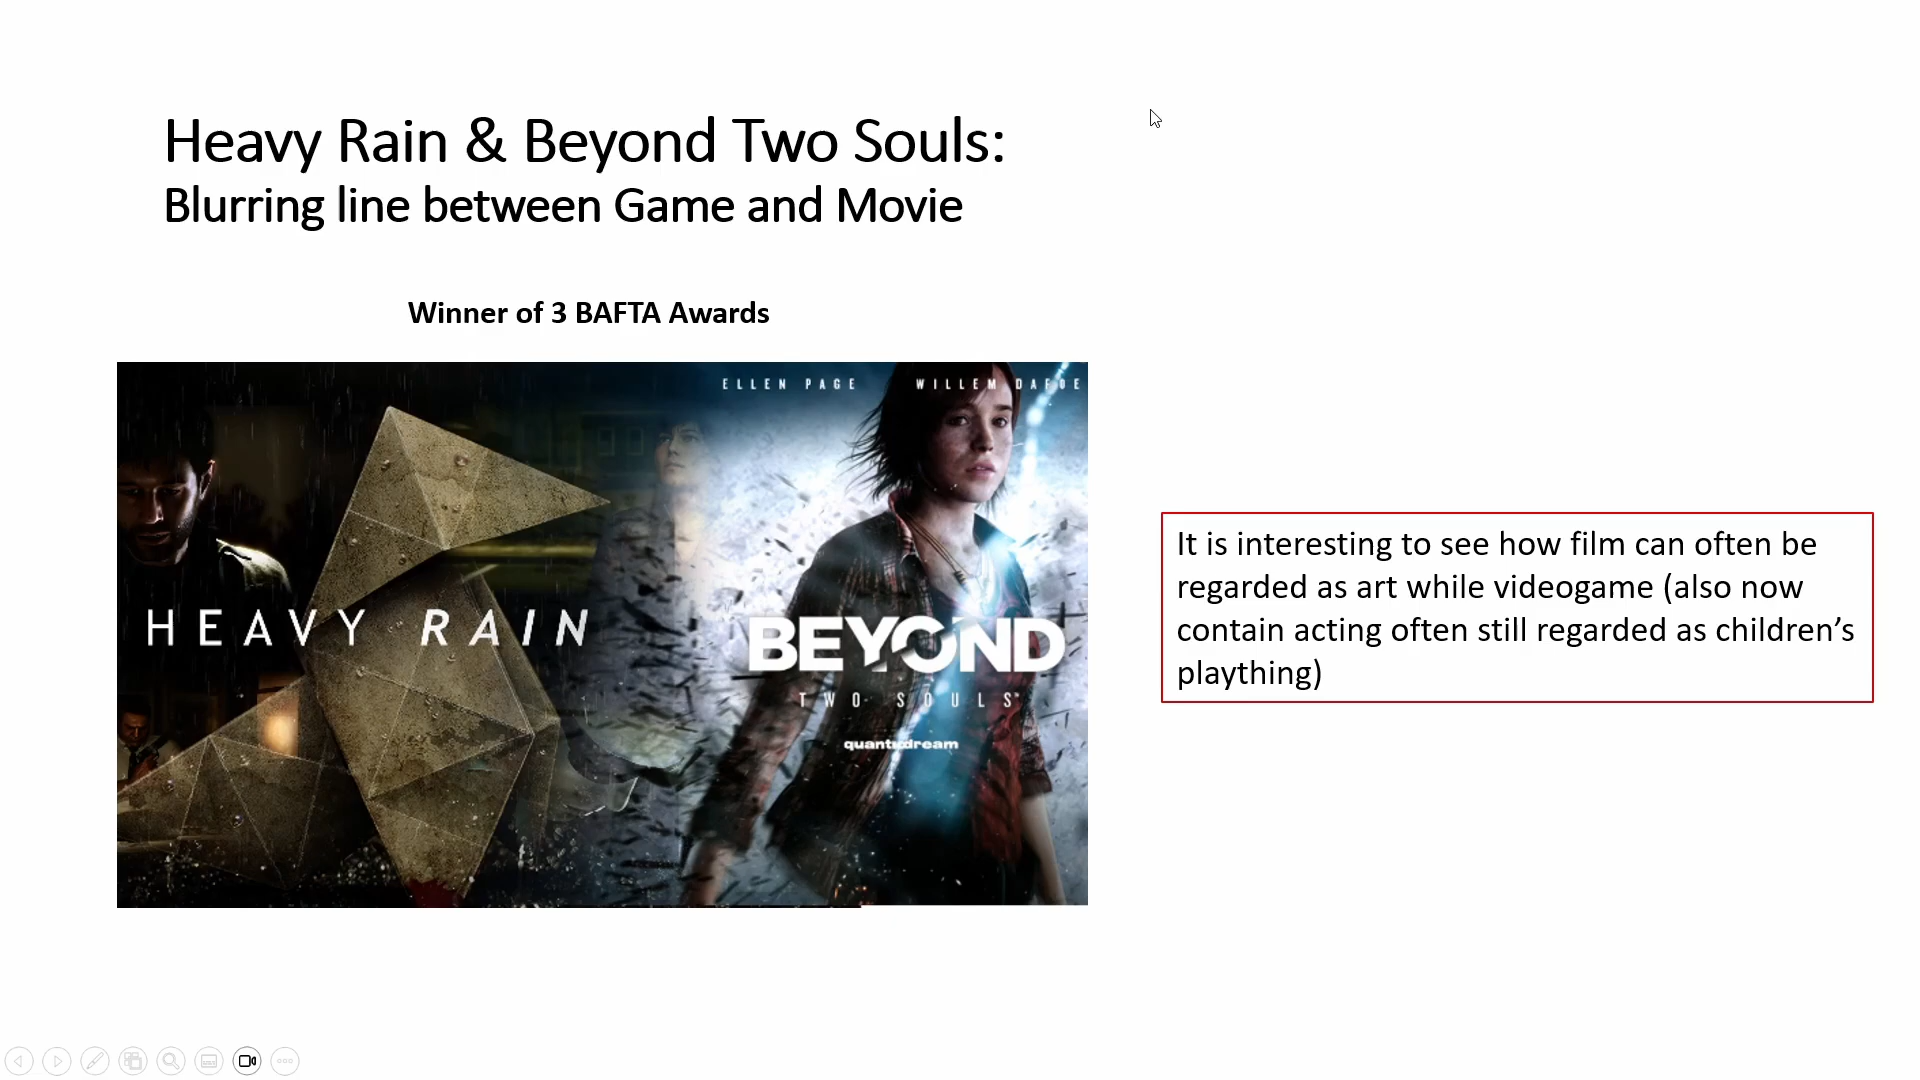 Heavy Rain & Beyond Two Souls:
Blurring line between Game and Movie
Winner of 3 BAFTA Awards
ELLEN PAGE WILLEM DAFOE
HEAVY RAIN
BEYOND
TWO SOULS™
quanticdream
It is interesting to see how film can often be
regarded as art while videogame (also now
contain acting often still regarded as children’s
plaything)